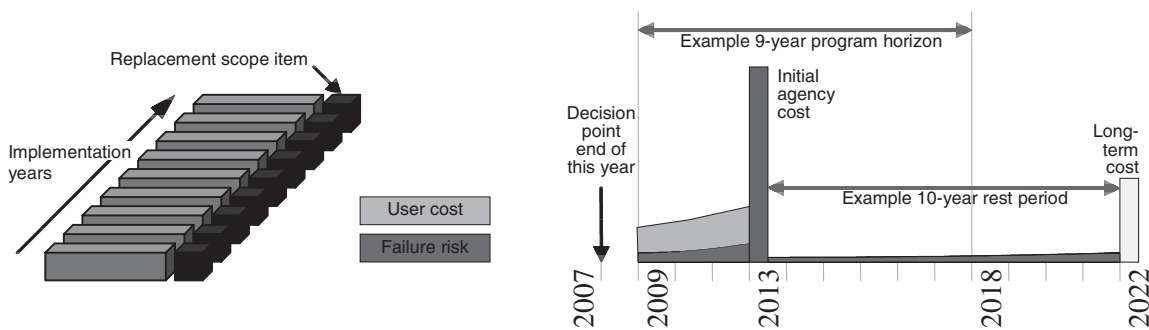 Replacement scope item
Implementation
years
User cost
Failure risk
Example 9-year program horizon
Initial
agency
cost
Decision
point
end of
this year
Long-
term
cost
Example 10-year rest period
2007
2009
2013
2018
2022